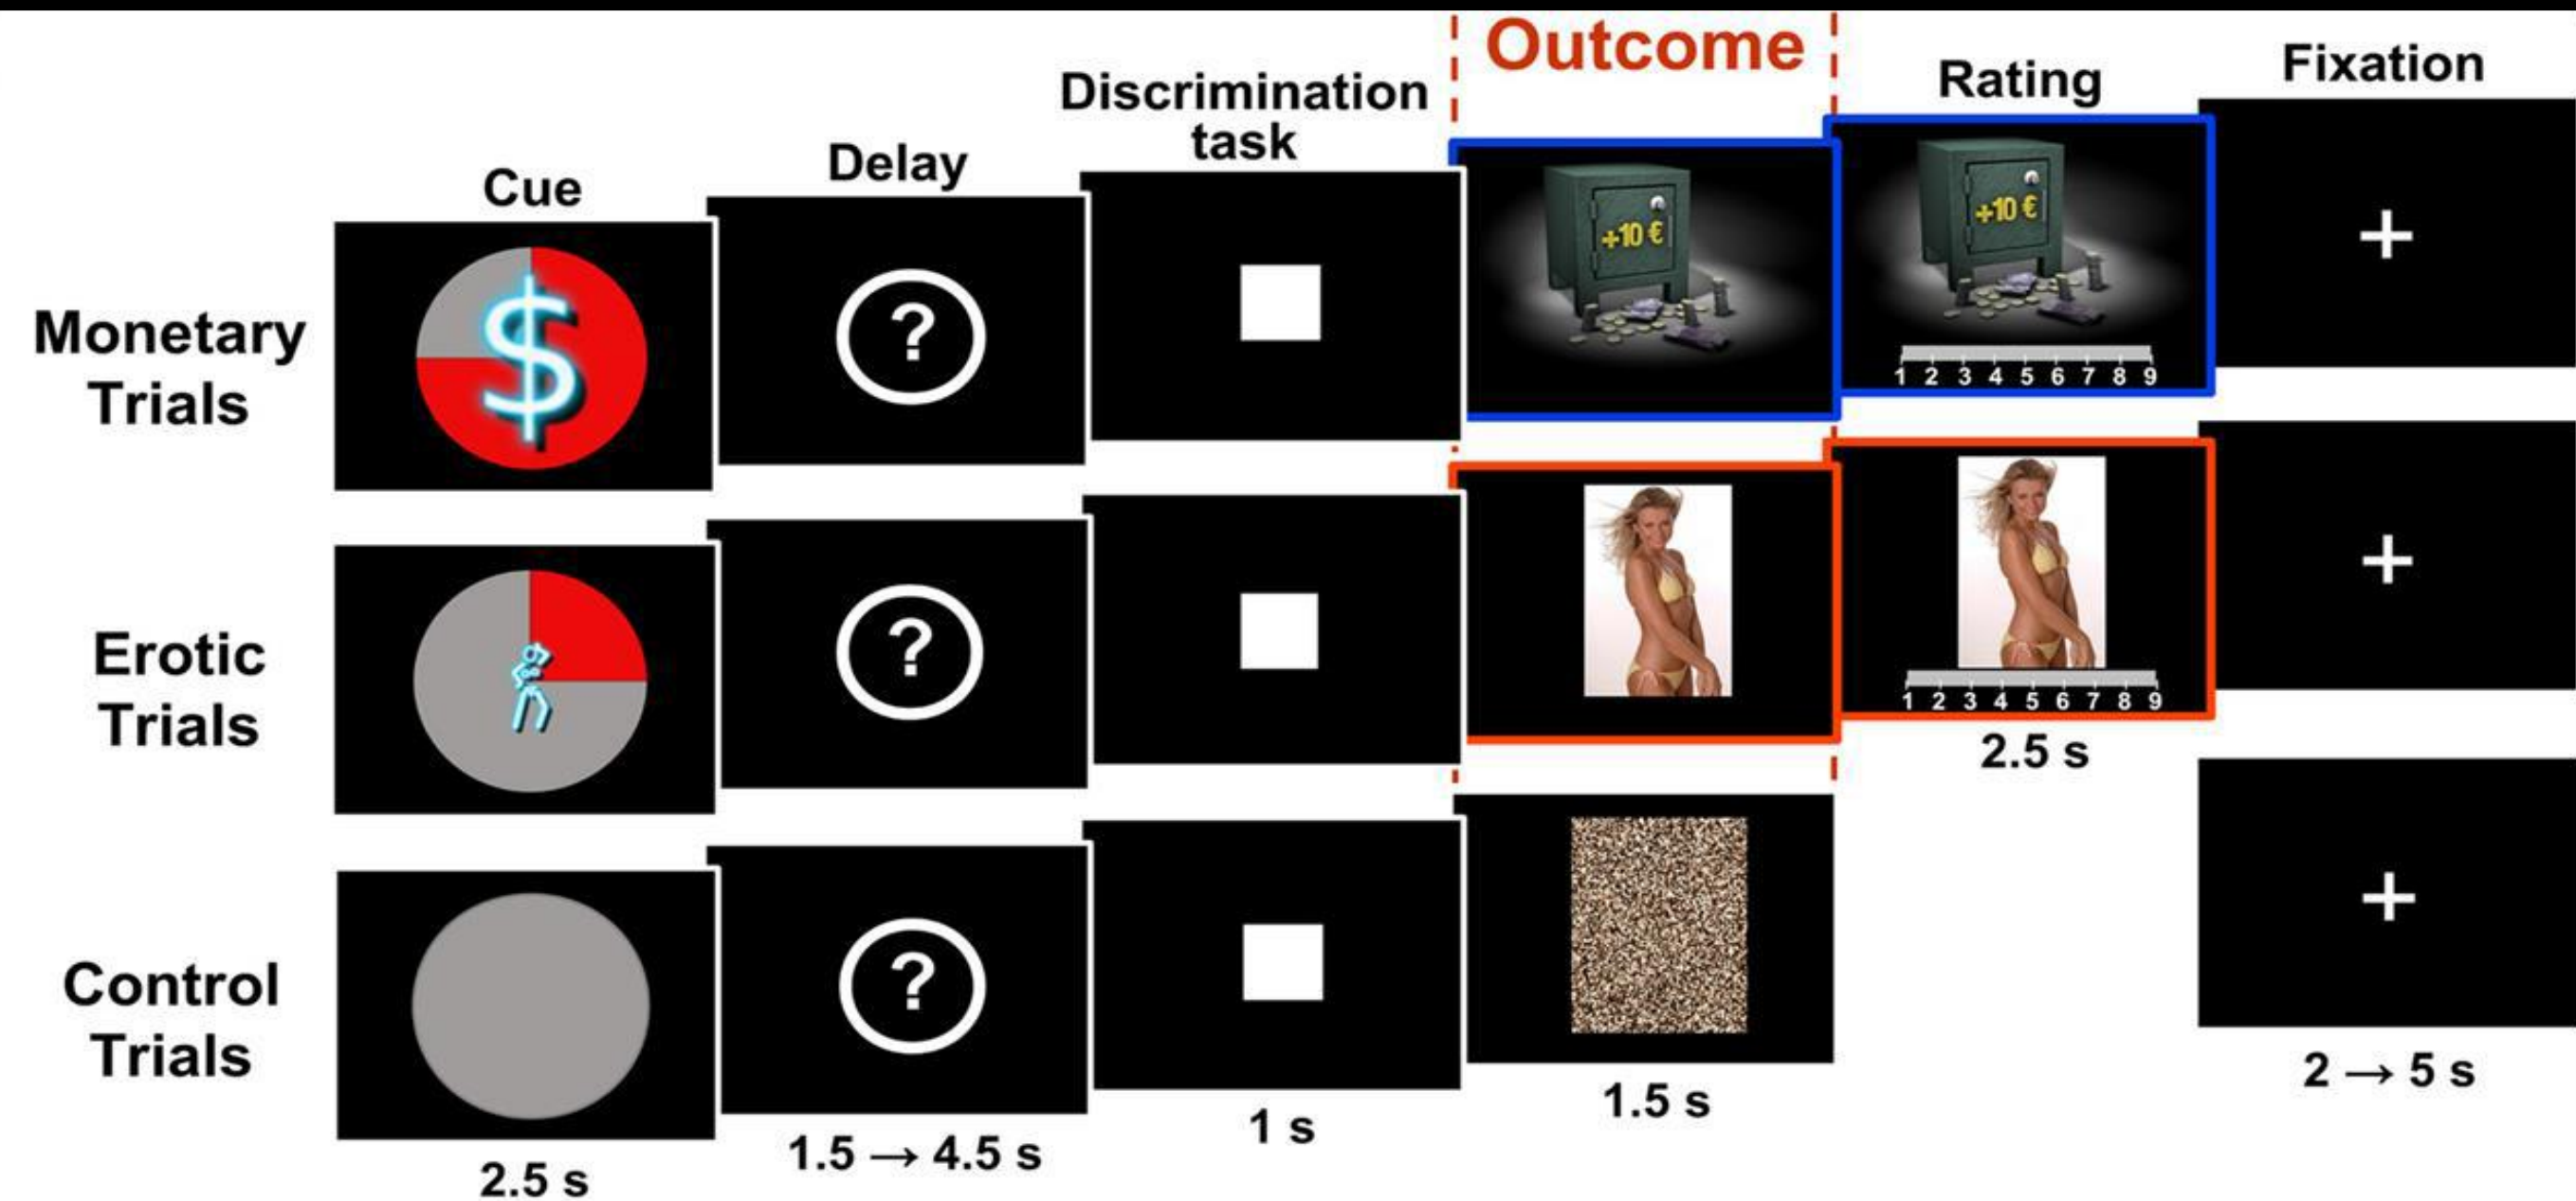 Outcome
Fixation
Rating
Discrimination
task
Delay
Cue
Monetary
Trials
$
?
+10 €
+10 €
1 2 3 4 5 6 7 8 9
+
Erotic
Trials
?
1 2 3 4 5 6 7 8 9
2.5 s
+
Control
Trials
?
+
2 → 5 s
1.5 s
1 s
1.5 → 4.5 s
2.5 s